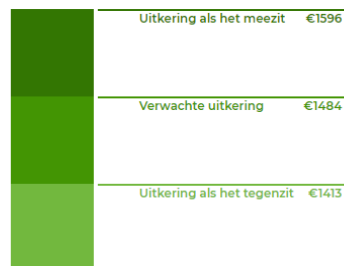 Uitkering als het meezit €1596
Verwachte uitkering €1484
Uitkering als het tegenzit €1413